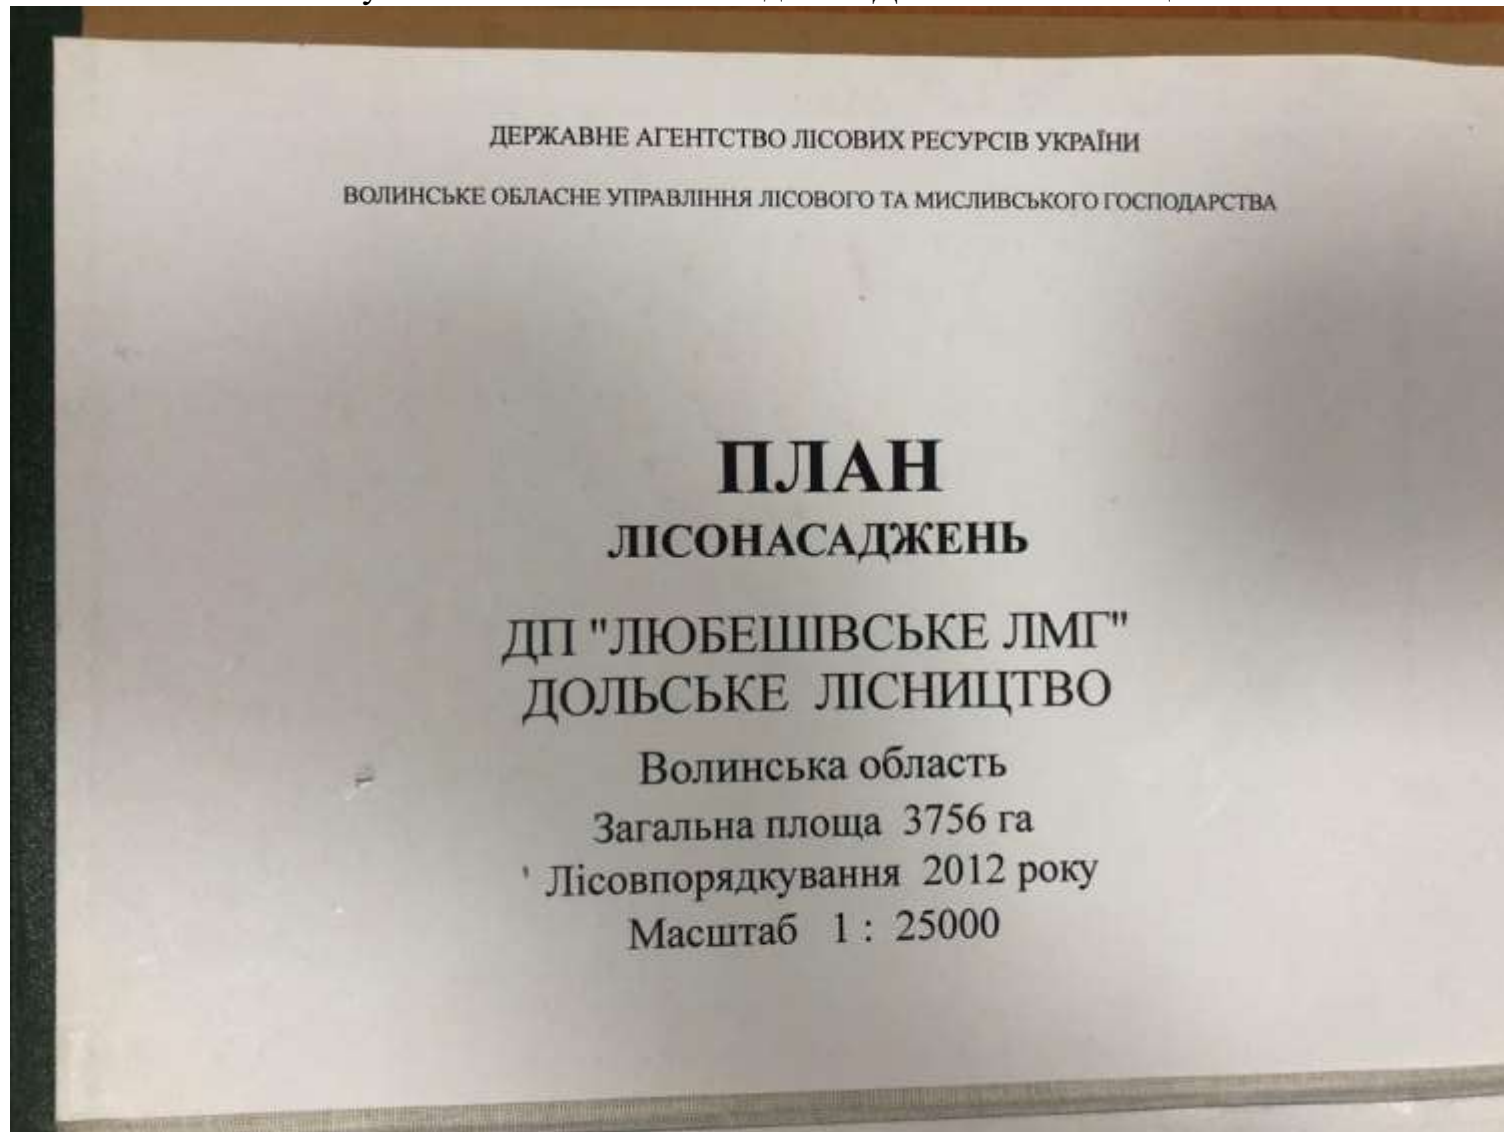 ДЕРЖАВНЕ АГЕНТСТВО ЛІСОВИХ РЕСУРСІВ УКРАЇНИ
ВОЛИНСЬКЕ ОБЛАСНЕ УПРАВЛІННЯ ЛІСОВОГО ТА МИСЛИВСЬКОГО ГОСПОДАРСТВА
ПЛАН
ЛІСОНАСАДЖЕНЬ
ДП "ЛЮБЕШІВСЬКЕ ЛМГ"
ДОЛЬСЬКЕ ЛІСНИЦТВО
Волинська область
Загальна площа 3756 га
Лісовпорядкування 2012 року
Масштаб 1 : 25000